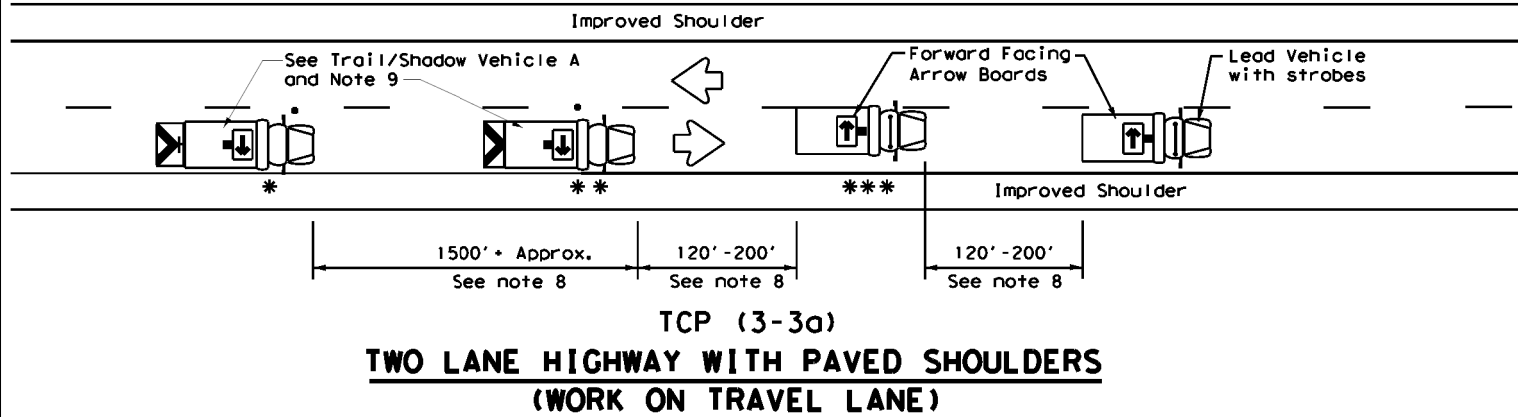 Improved Shoulder
See Trail/Shadow Vehicle A
and Note 9
Forward Facing
Arrow Boards
Lead Vehicle
with strobes
*
* *
***
Improved Shoulder
1500'+ Approx.
See note 8
120'-200'
See note 8
120'-200'
See note 8
TCP (3-3a)
TWO LANE HIGHWAY WITH PAVED SHOULDERS
(WORK ON TRAVEL LANE)